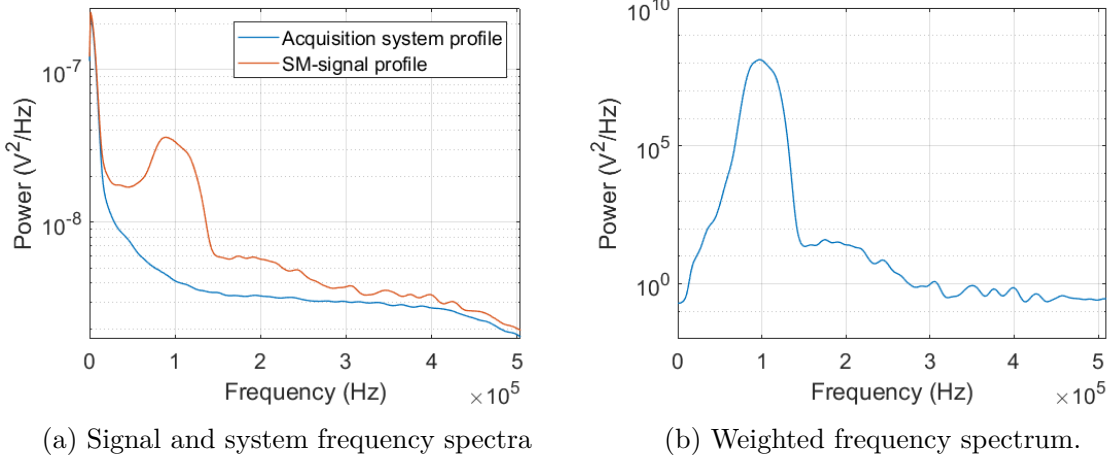 Power (V²/Hz)
10⁻⁷
10⁻⁸
Acquisition system profile
SM-signal profile
0 1 2 3 4 5
Frequency (Hz)
×10⁵
(a) Signal and system frequency spectra
Power (V²/Hz)
10¹⁰
10⁵
10⁰
0 1 2 3 4 5
Frequency (Hz)
×10⁵
(b) Weighted frequency spectrum.